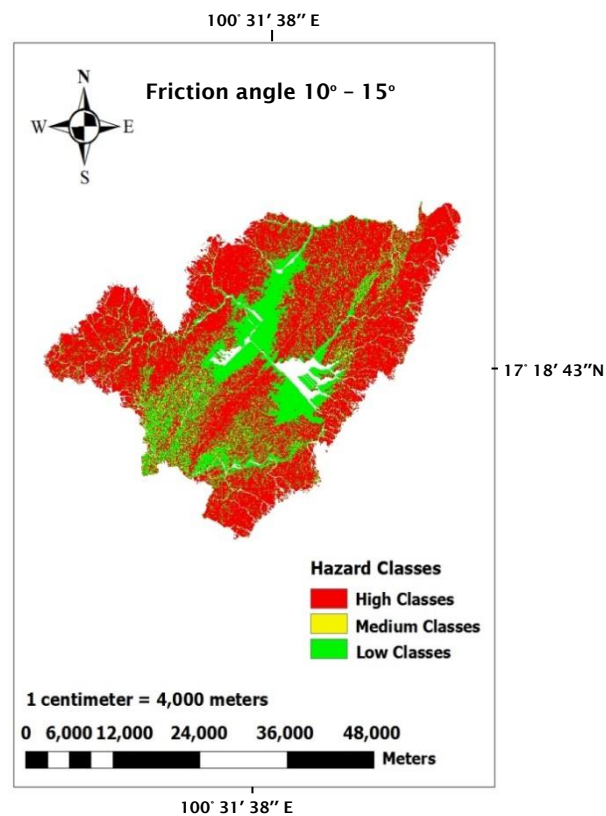 100° 31′ 38″ E
N
Friction angle 10° – 15°
W E
S
17° 18′ 43″N
Hazard Classes
High Classes
Medium Classes
Low Classes
1 centimeter = 4,000 meters
0 6,000 12,000 24,000 36,000 48,000
Meters
100° 31′ 38″ E